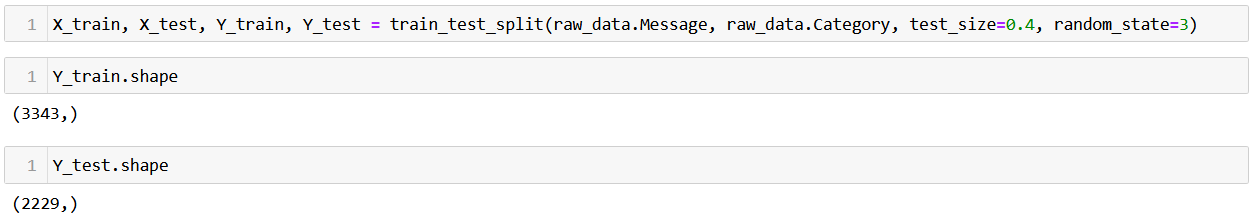 1 X_train, X_test, Y_train, Y_test = train_test_split(raw_data.Message, raw_data.Category, test_size=0.4, random_state=3)
1 Y_train.shape
(3343,)
1 Y_test.shape
(2229,)